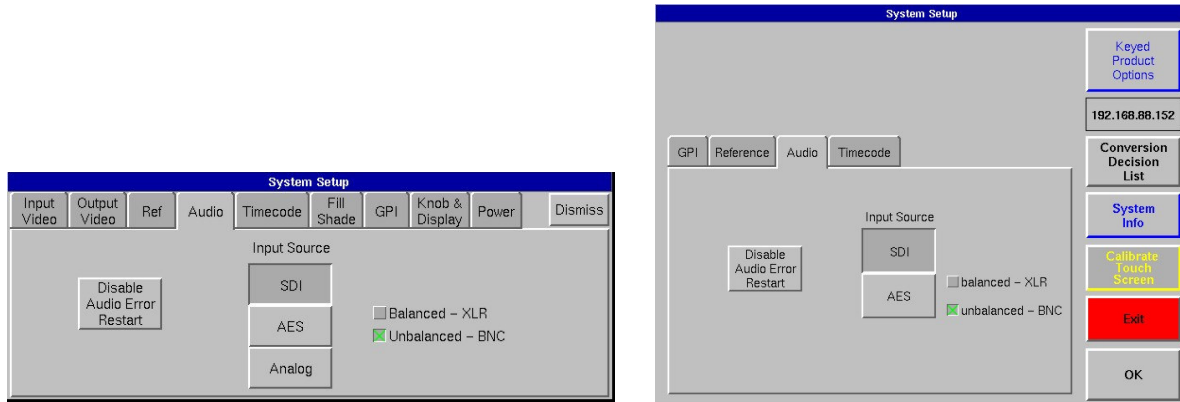 System Setup
Input Video
Output Video
Ref
Audio
Timecode
Fill Shade
GPI
Knob & Display
Power
Dismiss
Input Source
Disable
Audio Error
Restart
SDI
AES
Analog
Balanced – XLR
Unbalanced – BNC
System Setup
Keyed
Product
Options
192.168.88.152
Conversion
Decision
List
System
Info
Calibrate
Touch
Screen
Exit
OK
GPI
Reference
Audio
Timecode
Input Source
Disable
Audio Error
Restart
SDI
AES
balanced – XLR
unbalanced – BNC